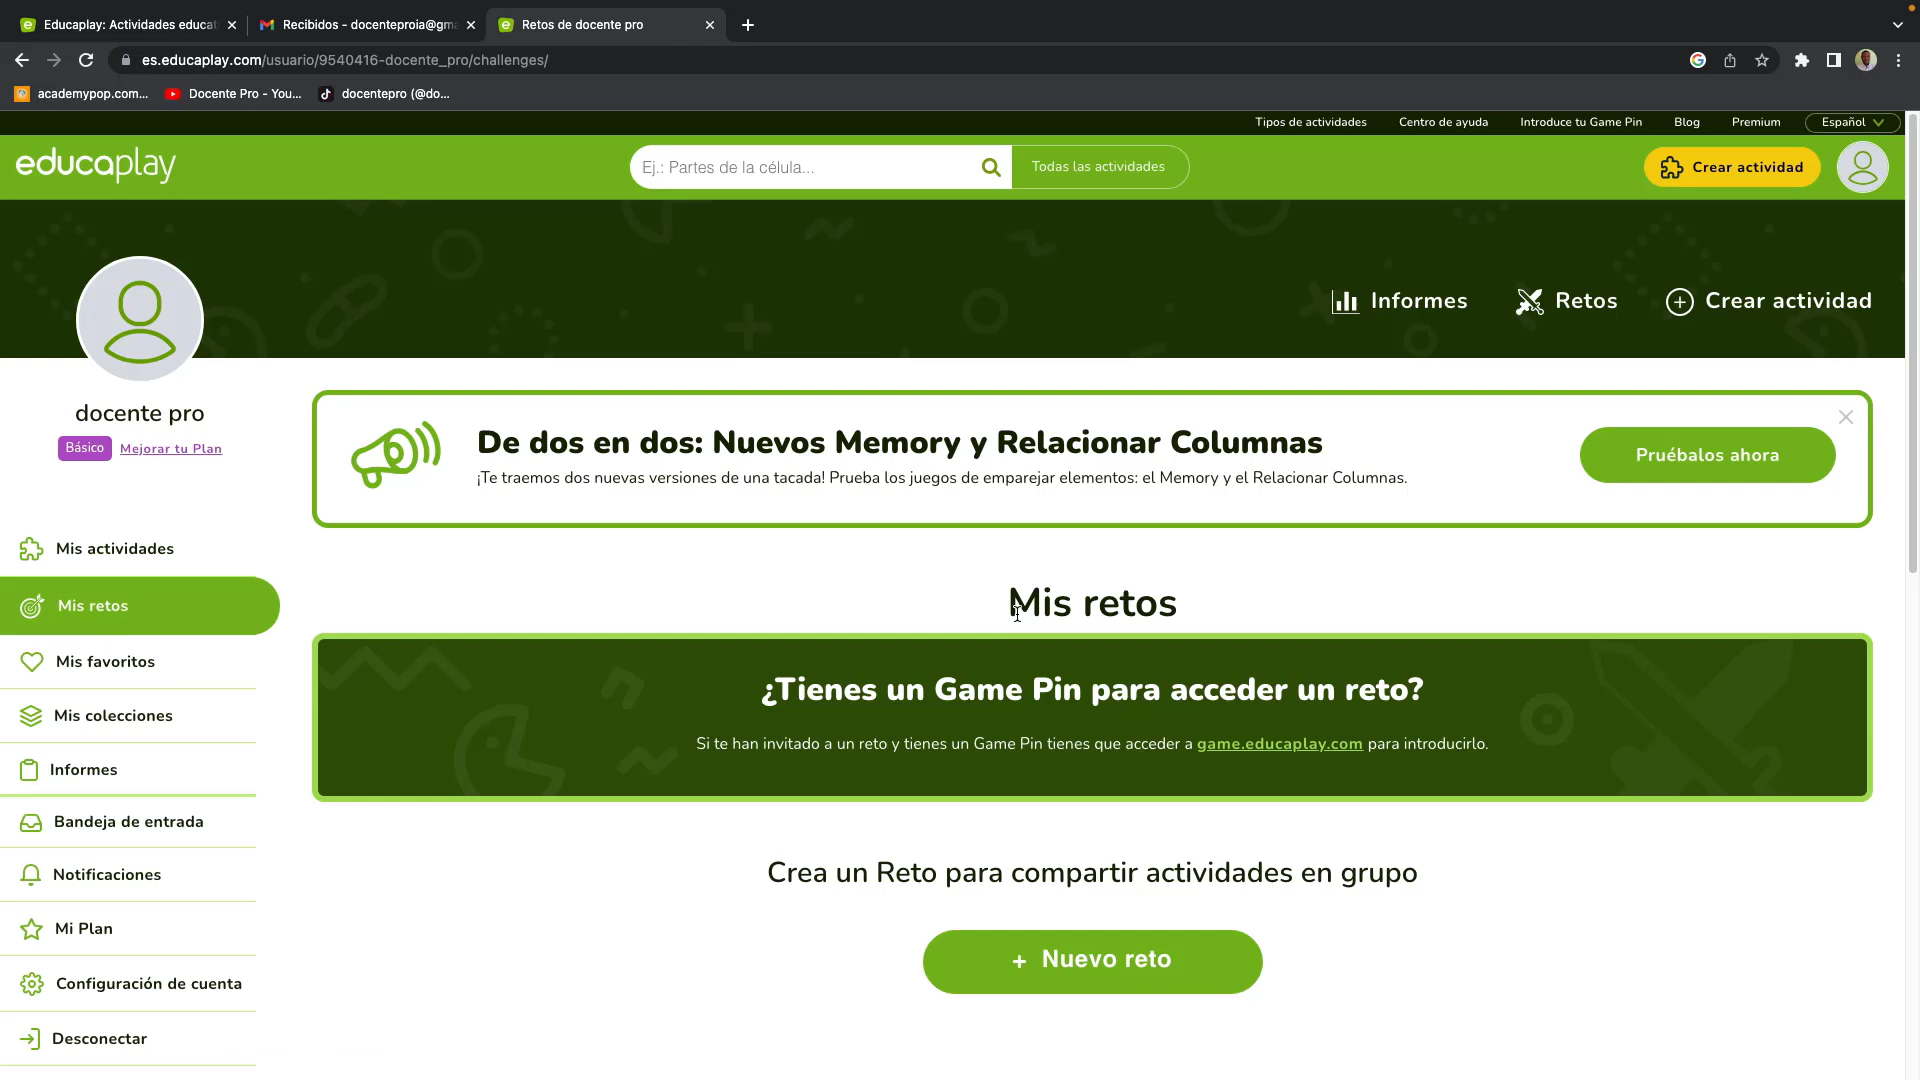 Educaplay: Actividades educati
Recibidos - docenteproia@gma
Retos de docente pro
es.educaplay.com/usuario/9540416-docente_pro/challenges/
academypop.com...
Docente Pro - You...
docentepro (@do...
Tipos de actividades
Centro de ayuda
Introduce tu Game Pin
Blog
Premium
Español
educaplay
Ej.: Partes de la célula...
Todas las actividades
Crear actividad
Informes
Retos
Crear actividad
docente pro
Básico
Mejorar tu Plan
De dos en dos: Nuevos Memory y Relacionar Columnas
¡Te traemos dos nuevas versiones de una tacada! Prueba los juegos de emparejar elementos: el Memory y el Relacionar Columnas.
Pruébalos ahora
Mis actividades
Mis retos
Mis favoritos
Mis colecciones
Informes
Bandeja de entrada
Notificaciones
Mi Plan
Configuración de cuenta
Desconectar
Mis retos
¿Tienes un Game Pin para acceder un reto?
Si te han invitado a un reto y tienes un Game Pin tienes que acceder a game.educaplay.com para introducirlo.
Crea un Reto para compartir actividades en grupo
+ Nuevo reto